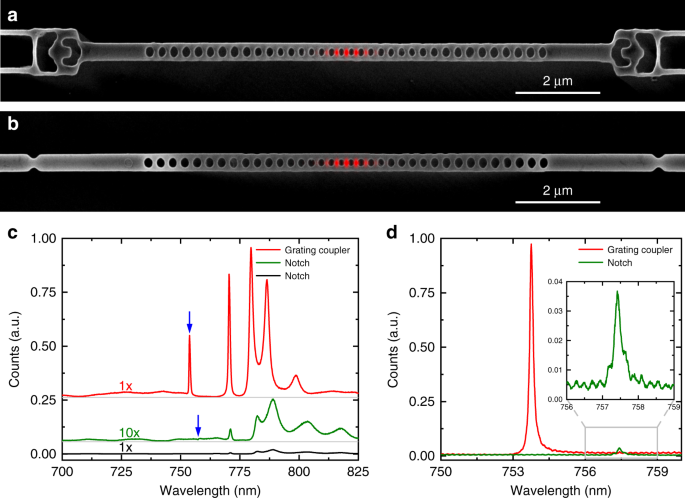 a
2 μm
b
2 μm
c
1.00
0.75
0.50
0.25
0.00
Counts (a.u.)
Grating coupler
Notch
Notch
1x
10x
1x
700
725
750
775
800
825
Wavelength (nm)
d
1.00
0.75
0.50
0.25
0.00
Counts (a.u.)
Grating coupler
Notch
0.04
0.03
0.02
0.01
0.00
756
757
758
759
750
753
756
759
Wavelength (nm)